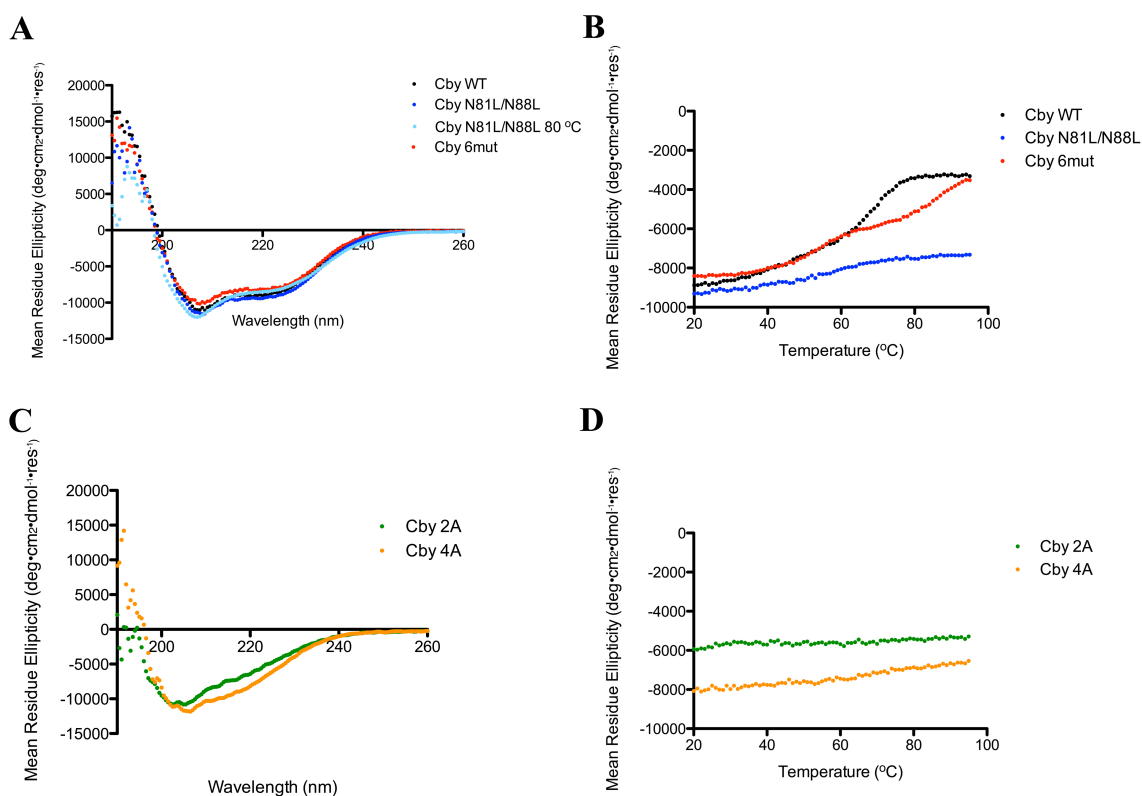 A
Mean Residue Ellipticity (deg•cm2•dmol-1•res-1)
20000
15000
10000
5000
0
-5000
-10000
-15000
200
220
240
260
Wavelength (nm)
Cby WT
Cby N81L/N88L
Cby N81L/N88L 80 ºC
Cby 6mut
B
Mean Residue Ellipticity (deg•cm2•dmol-1•res-1)
0
-2000
-4000
-6000
-8000
-10000
20
40
60
80
100
Temperature (ºC)
Cby WT
Cby N81L/N88L
Cby 6mut
C
Mean Residue Ellipticity (deg•cm2•dmol-1•res-1)
20000
15000
10000
5000
0
-5000
-10000
-15000
200
220
240
260
Wavelength (nm)
Cby 2A
Cby 4A
D
Mean Residue Ellipticity (deg•cm2•dmol-1•res-1)
0
-2000
-4000
-6000
-8000
-10000
20
40
60
80
100
Temperature (ºC)
Cby 2A
Cby 4A